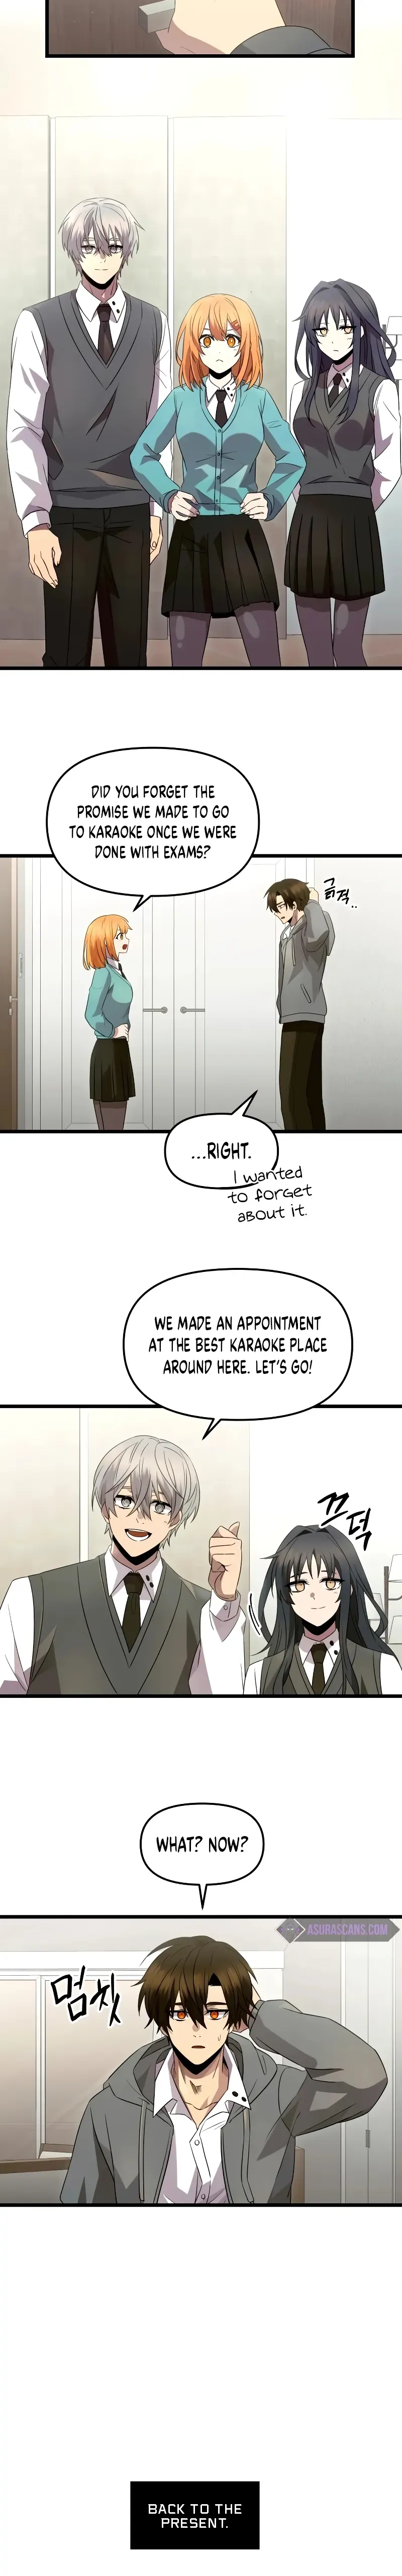 DID YOU FORGET THE
PROMISE WE MADE TO GO
TO KARAOKE ONCE WE WERE
DONE WITH EXAMS?
긁적..
...RIGHT.
I wanted
to forget
about it.
WE MADE AN APPOINTMENT
AT THE BEST KARAOKE PLACE
AROUND HERE. LET'S GO!
끄덕
WHAT? NOW?
ASURASCANS.COM
멈칫
BACK TO THE
PRESENT.